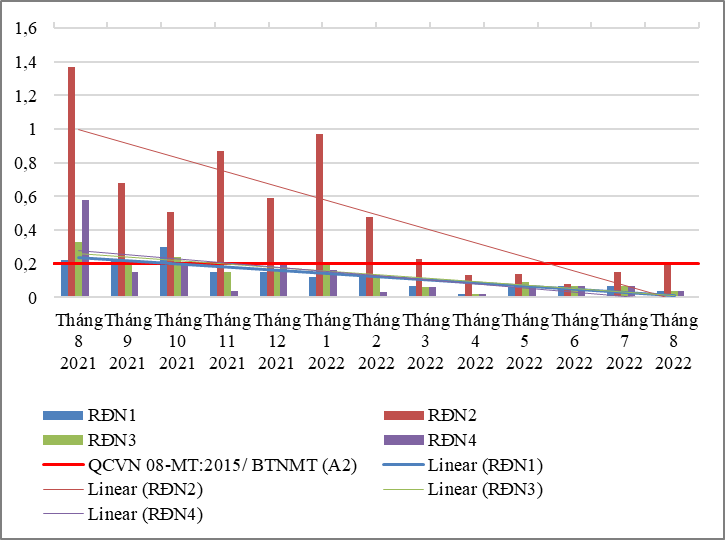 1,6
1,4
1,2
1
0,8
0,6
0,4
0,2
0
Tháng 8 2021
Tháng 9 2021
Tháng 10 2021
Tháng 11 2021
Tháng 12 2021
Tháng 1 2022
Tháng 2 2022
Tháng 3 2022
Tháng 4 2022
Tháng 5 2022
Tháng 6 2022
Tháng 7 2022
Tháng 8 2022
RĐN1
RĐN2
RĐN3
RĐN4
QCVN 08-MT:2015/ BTNMT (A2)
Linear (RĐN1)
Linear (RĐN2)
Linear (RĐN3)
Linear (RĐN4)